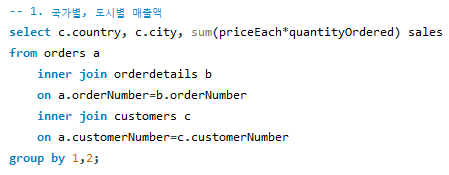 -- 1. 국가별, 도시별 매출액
select c.country, c.city, sum(priceEach*quantityOrdered) sales
from orders a
    inner join orderdetails b
    on a.orderNumber=b.orderNumber
    inner join customers c
    on a.customerNumber=c.customerNumber
group by 1,2;